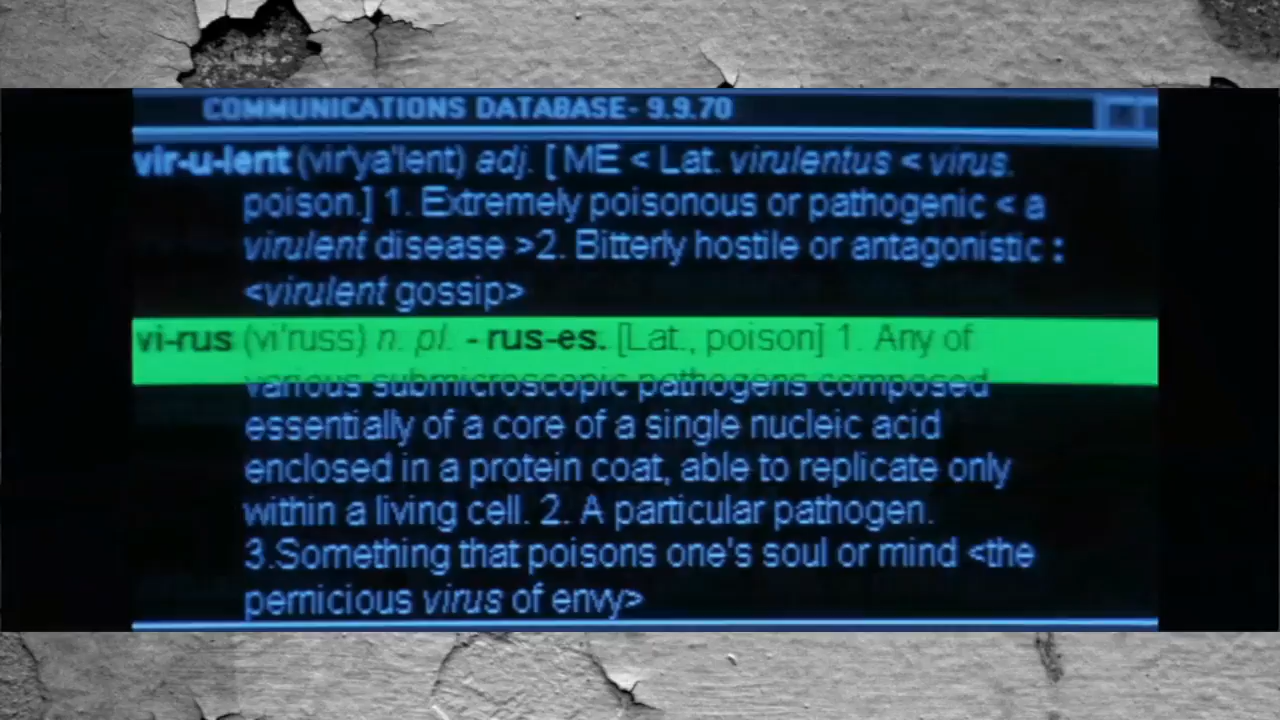 COMMUNICATIONS DATABASE- 9.9.70
vir-u-lent (vir'ya'lent) adj. [ ME < Lat. virulentus < virus.
poison.] 1. Extremely poisonous or pathogenic < a
virulent disease >2. Bitterly hostile or antagonistic :
<virulent gossip>
vi-rus (vi'russ) n. pl. - rus-es. [Lat., poison] 1. Any of
various submicroscopic pathogens composed
essentially of a core of a single nucleic acid
enclosed in a protein coat, able to replicate only
within a living cell. 2. A particular pathogen.
3.Something that poisons one's soul or mind <the
pernicious virus of envy>